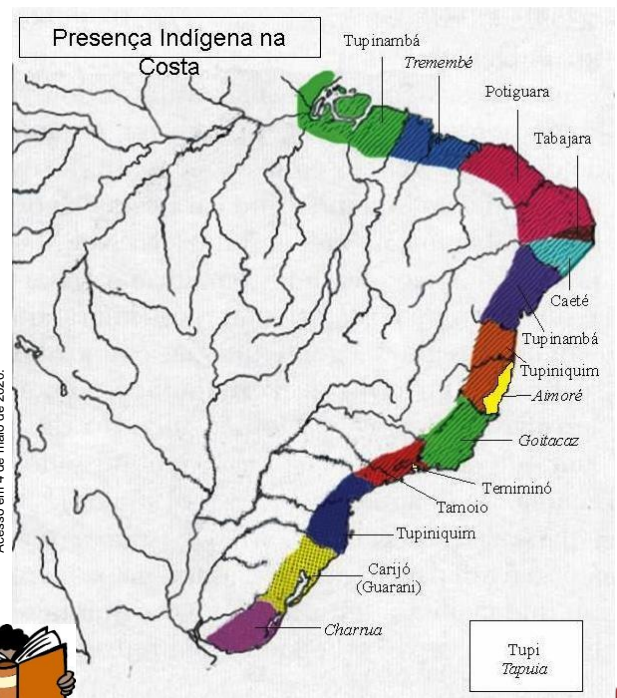 Presença Indígena na
Costa
Tupinambá
Tremembé
Potiguara
Tabajara
Caeté
Tupinambá
Tupiniquim
Aimoré
Goitacaz
Temiminó
Tamoio
Tupiniquim
Carijó
(Guarani)
Charrua
Tupi
Tapuia